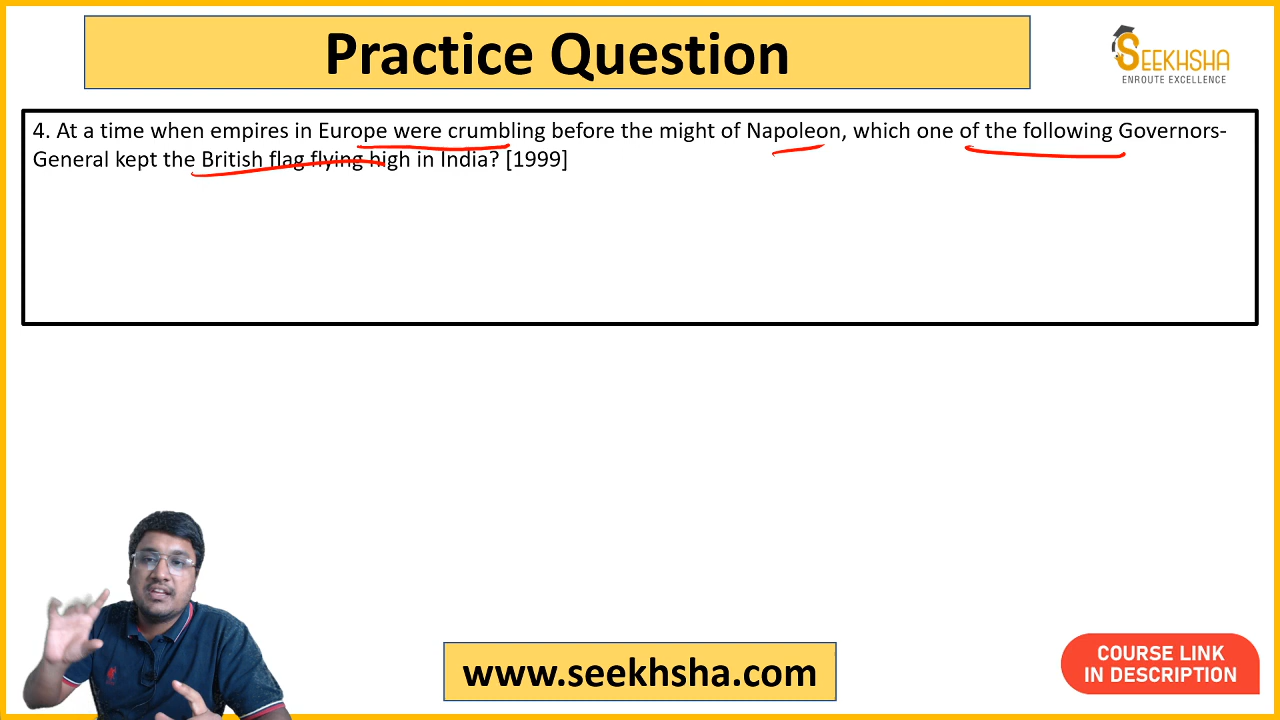 Practice Question
SEEKHSHA
ENROUTE EXCELLENCE
4. At a time when empires in Europe were crumbling before the might of Napoleon, which one of the following Governors-
General kept the British flag flying high in India? [1999]
www.seekhsha.com
COURSE LINK
IN DESCRIPTION